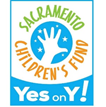 SACRAMENTO
CHILDREN'S FUND
Yes on Y!